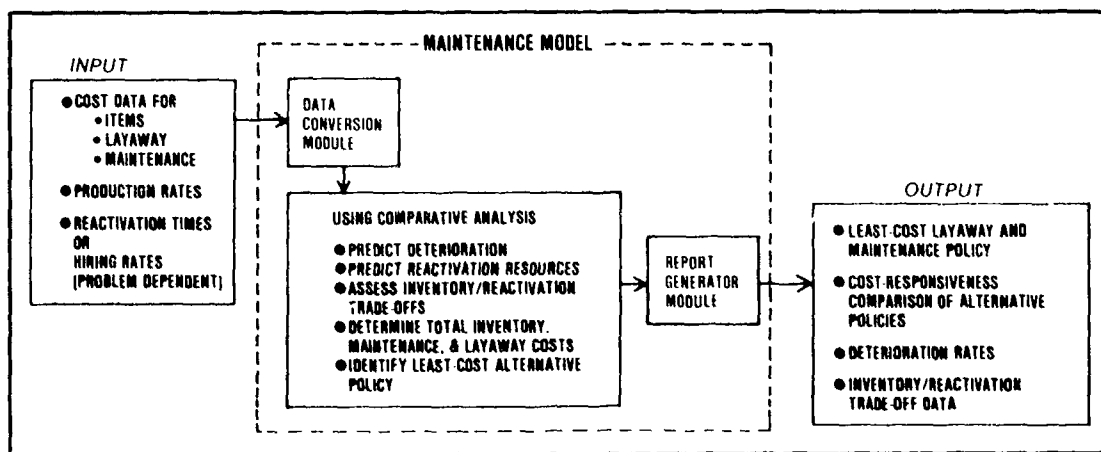 MAINTENANCE MODEL
INPUT
●COST DATA FOR
● ITEMS
● LAYAWAY
● MAINTENANCE
●PRODUCTION RATES
●REACTIVATION TIMES
OR
HIRING RATES
(PROBLEM DEPENDENT)
DATA
CONVERSION
MODULE
USING COMPARATIVE ANALYSIS
●PREDICT DETERIORATION
●PREDICT REACTIVATION RESOURCES
●ASSESS INVENTORY/REACTIVATION
TRADE-OFFS
●DETERMINE TOTAL INVENTORY,
MAINTENANCE, & LAYAWAY COSTS
●IDENTIFY LEAST-COST ALTERNATIVE
POLICY
REPORT
GENERATOR
MODULE
OUTPUT
●LEAST-COST LAYAWAY AND
MAINTENANCE POLICY
●COST-RESPONSIVENESS
COMPARISON OF ALTERNATIVE
POLICIES
●DETERIORATION RATES
●INVENTORY/REACTIVATION
TRADE-OFF DATA